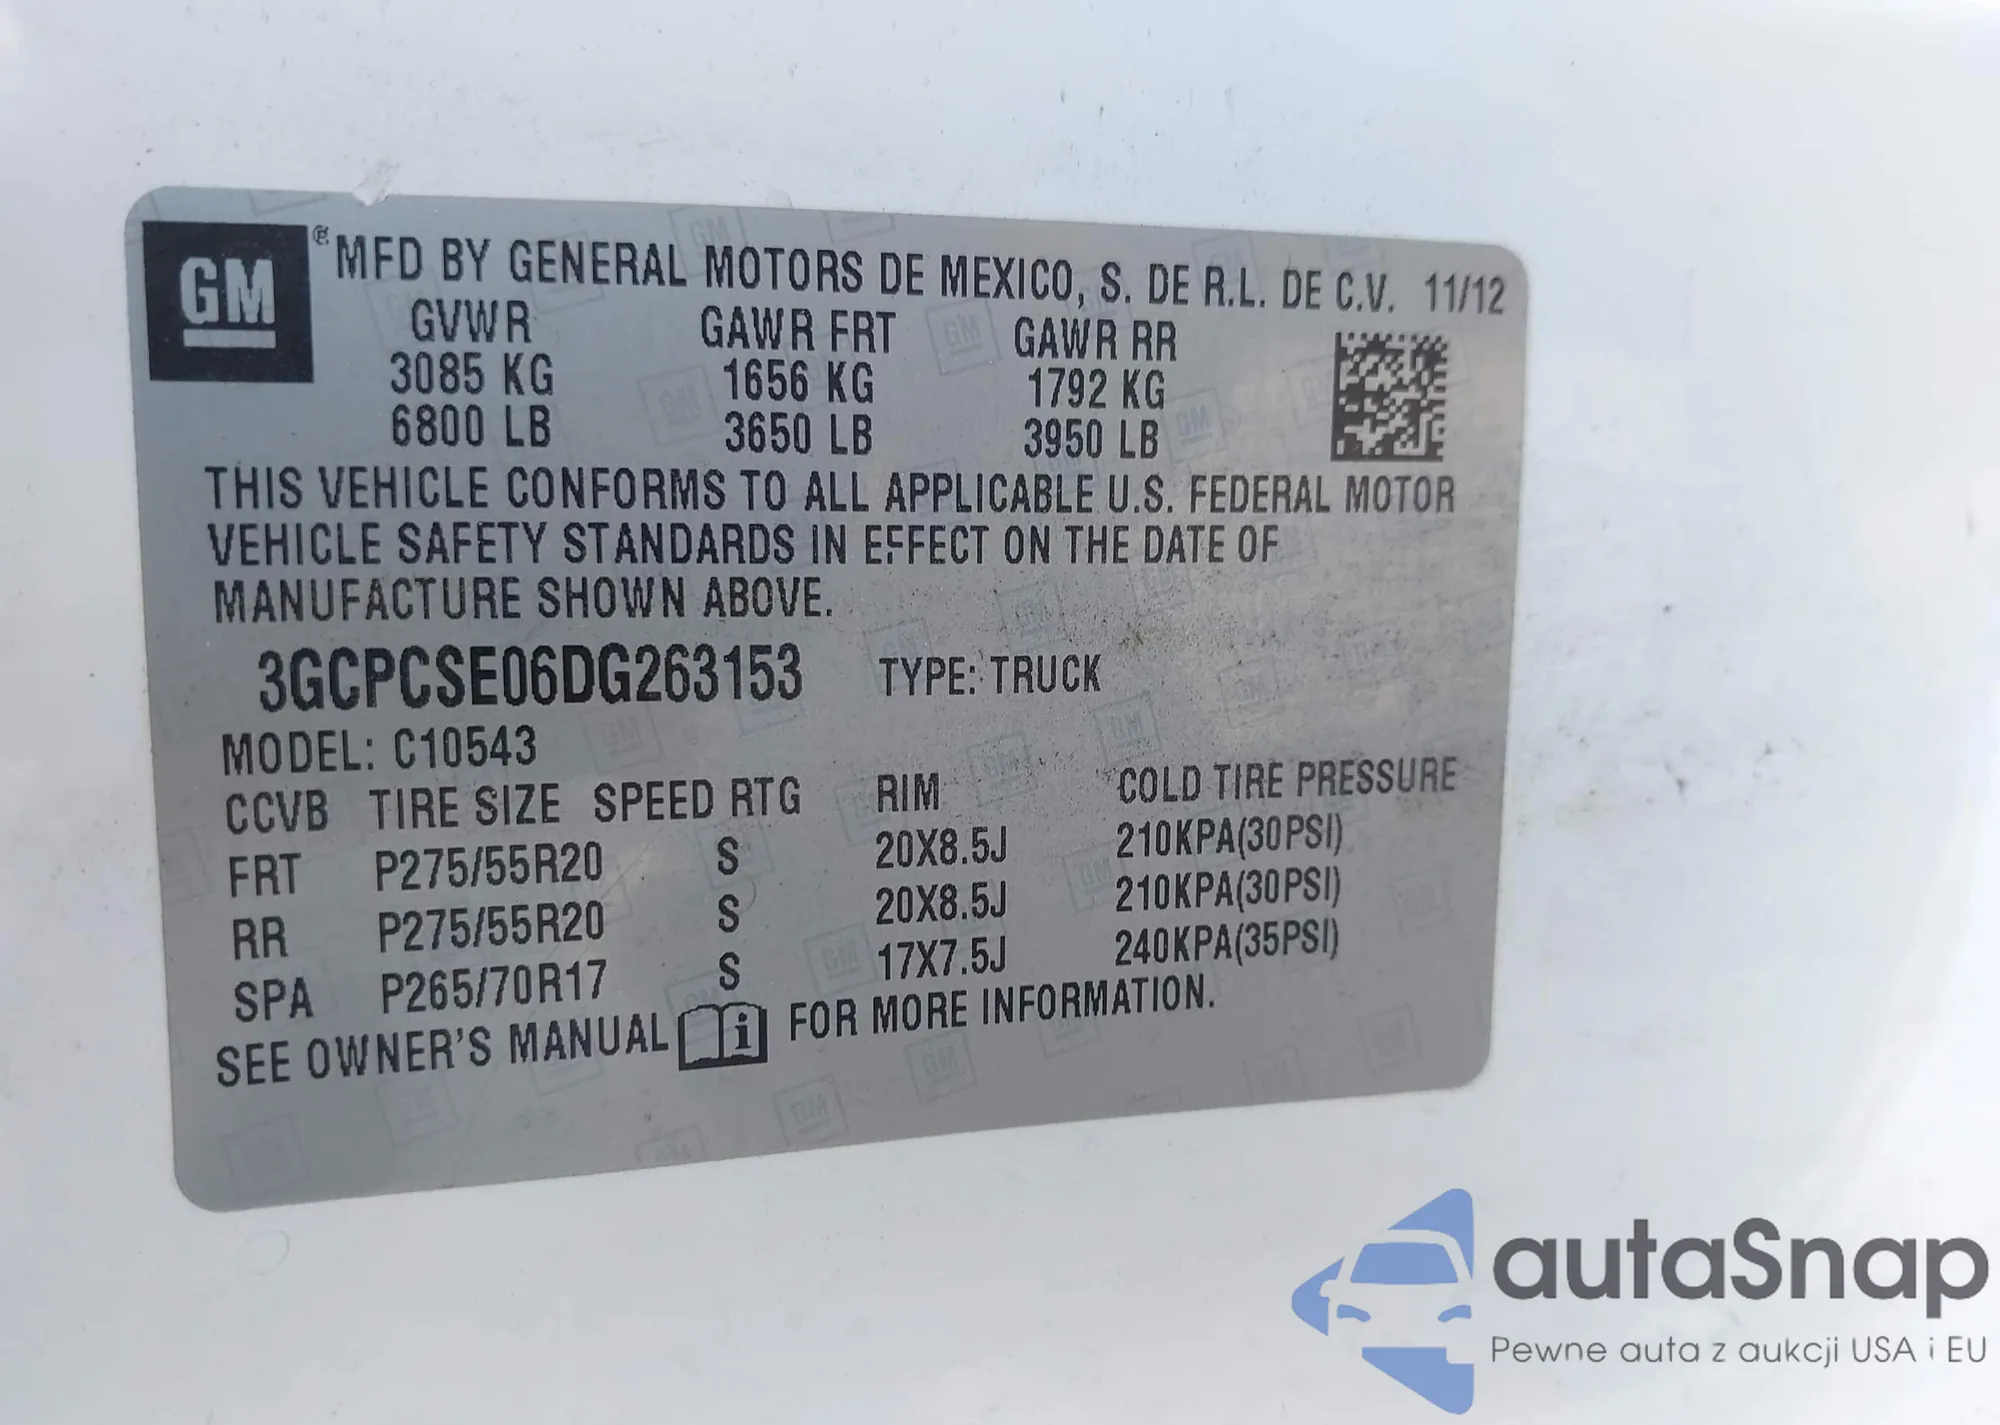 GM ® MFD BY GENERAL MOTORS DE MEXICO, S. DE R.L. DE C.V. 11/12
GVWR GAWR FRT GAWR RR
3085 KG 1656 KG 1792 KG
6800 LB 3650 LB 3950 LB
THIS VEHICLE CONFORMS TO ALL APPLICABLE U.S. FEDERAL MOTOR
VEHICLE SAFETY STANDARDS IN EFFECT ON THE DATE OF
MANUFACTURE SHOWN ABOVE.
3GCPCSE06DG263153 TYPE: TRUCK
MODEL: C10543
CCVB TIRE SIZE SPEED RTG RIM COLD TIRE PRESSURE
FRT P275/55R20 S 20X8.5J 210KPA(30PSI)
RR P275/55R20 S 20X8.5J 210KPA(30PSI)
SPA P265/70R17 S 17X7.5J 240KPA(35PSI)
SEE OWNER'S MANUAL i FOR MORE INFORMATION.
autaSnap
Pewne auta z aukcji USA i EU